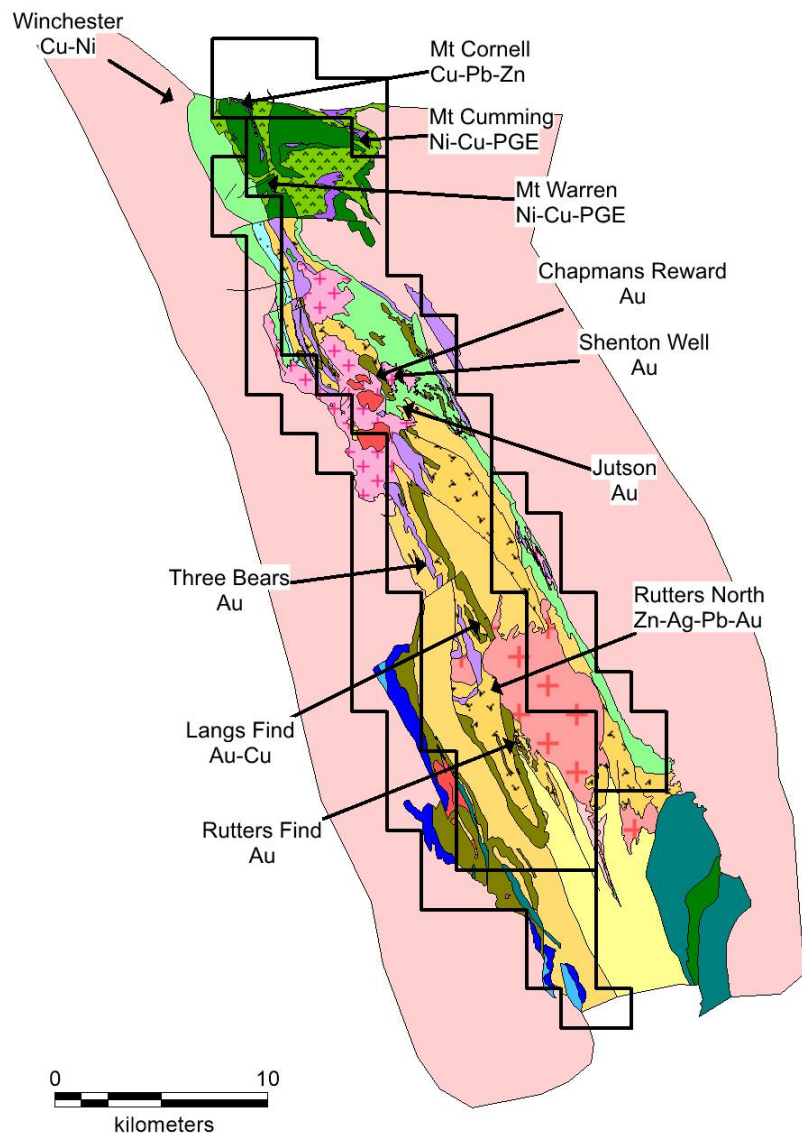 Winchester
Cu-Ni
Mt Cornell
Cu-Pb-Zn
Mt Cumming
Ni-Cu-PGE
Mt Warren
Ni-Cu-PGE
Chapmans Reward
Au
Shenton Well
Au
Jutson
Au
Three Bears
Au
Rutters North
Zn-Ag-Pb-Au
Langs Find
Au-Cu
Rutters Find
Au
0 10
kilometers